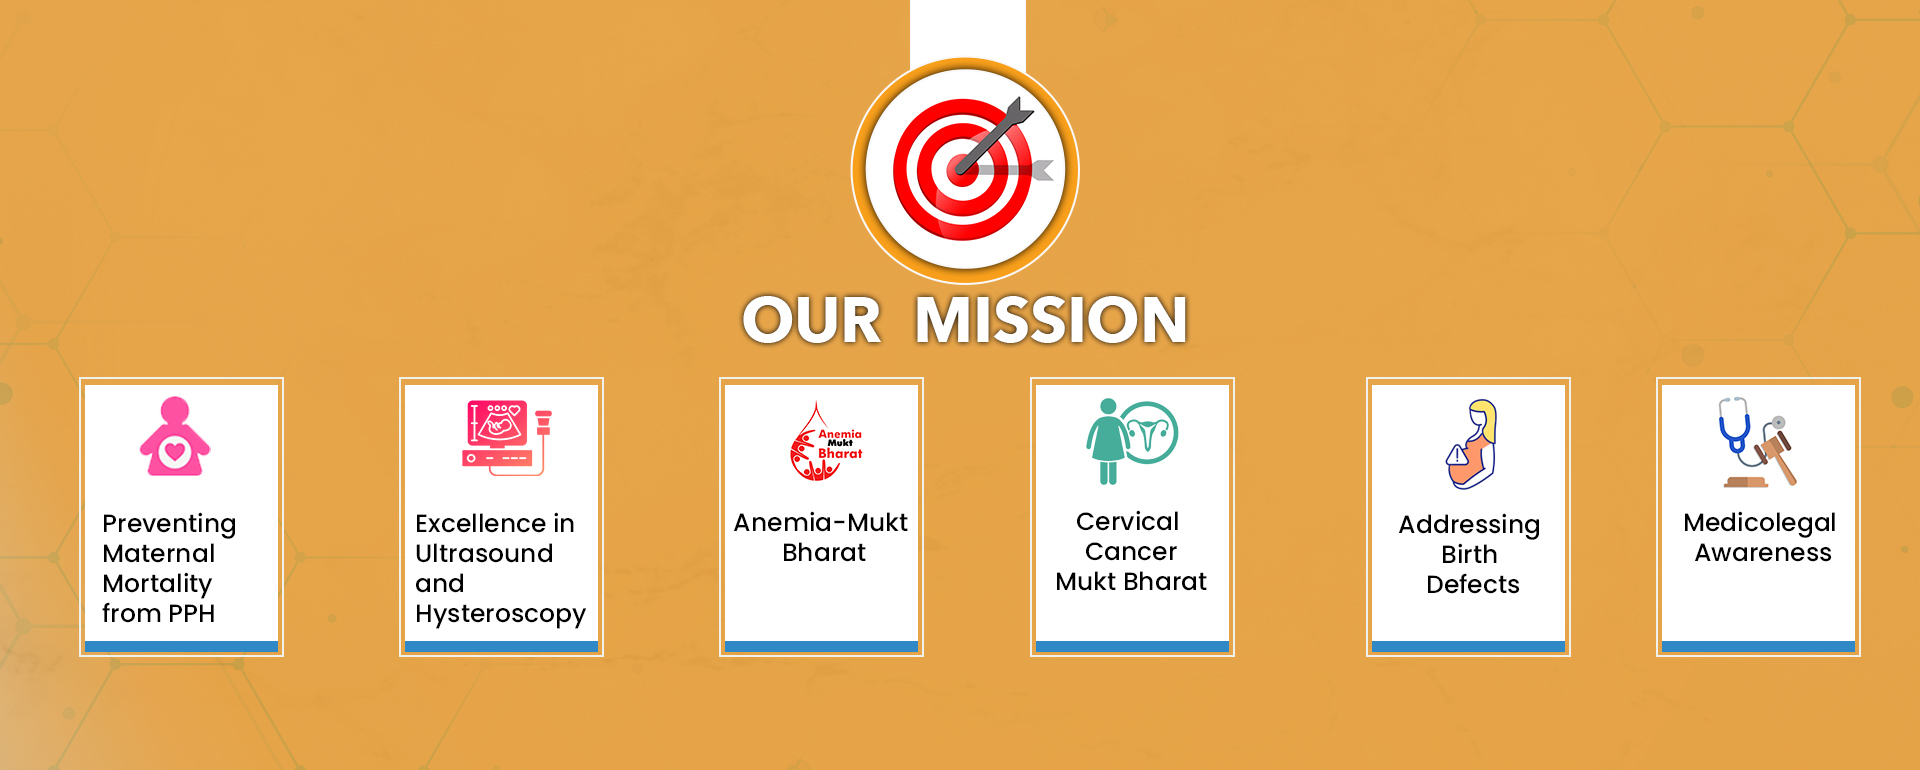 OUR MISSION
Preventing
Maternal
Mortality
from PPH
Excellence in
Ultrasound
and
Hysteroscopy
Anemia
Mukt
Bharat
Anemia-Mukt
Bharat
Cervical
Cancer
Mukt Bharat
Addressing
Birth
Defects
Medicolegal
Awareness